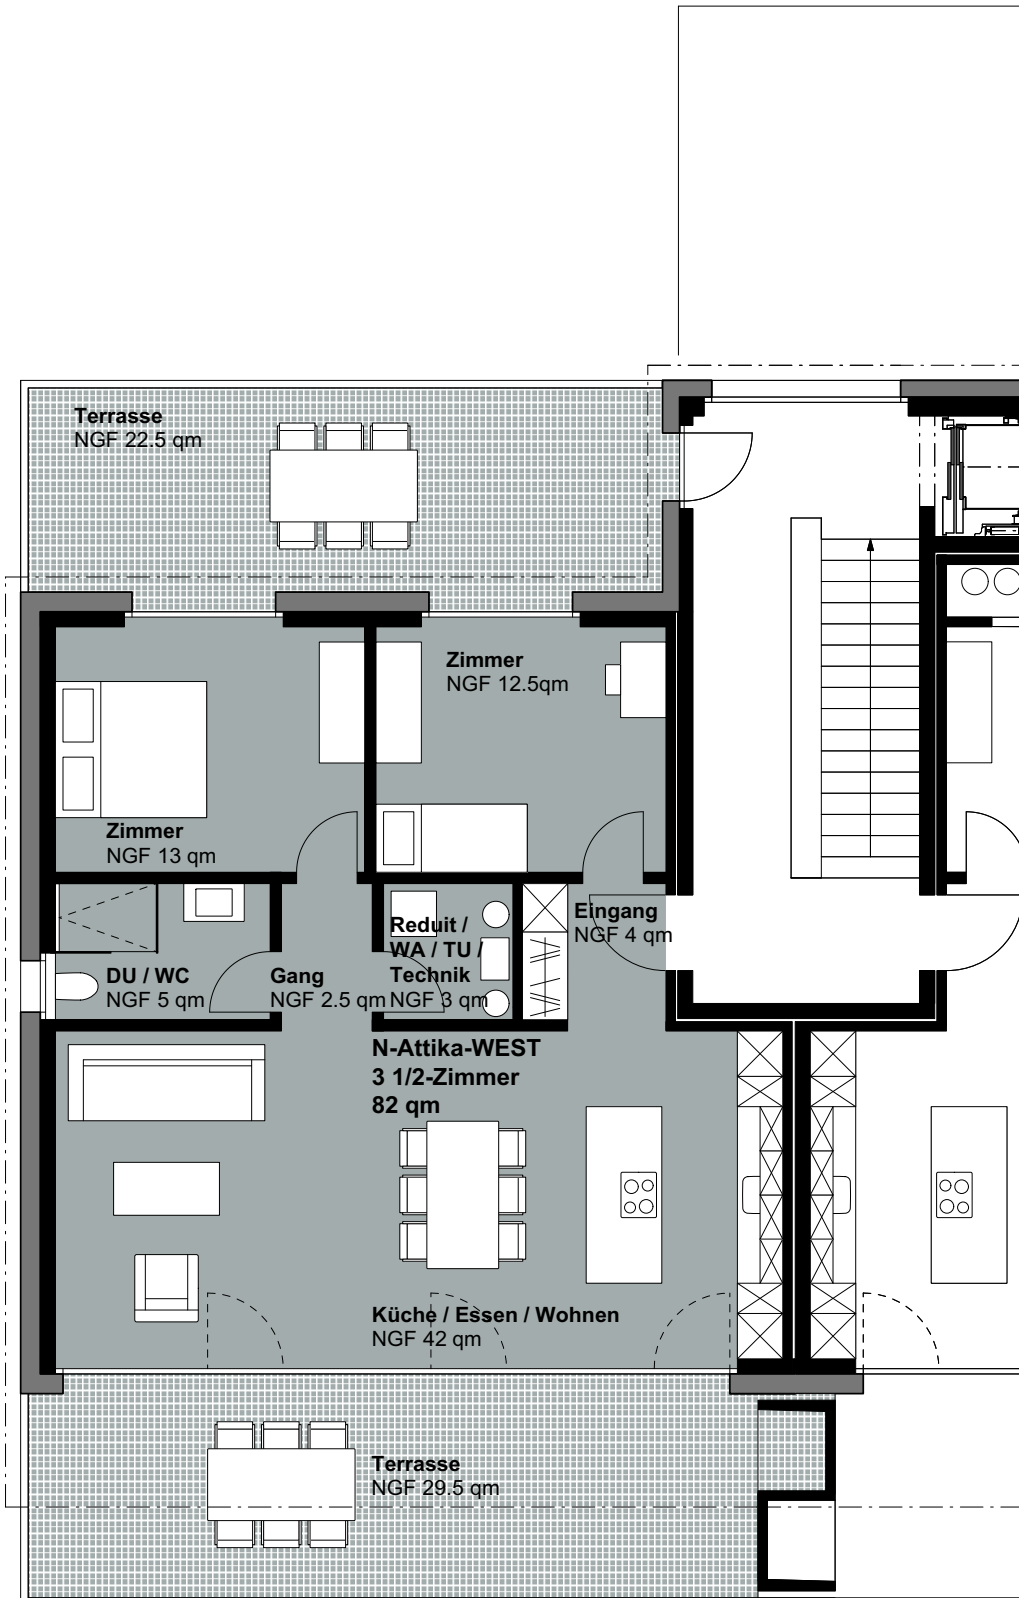 Terrasse
NGF 22.5 qm
Zimmer
NGF 12.5qm
Zimmer
NGF 13 qm
Reduit /
WA / TU /
Technik
NGF 3 qm
Eingang
NGF 4 qm
DU / WC
NGF 5 qm
Gang
NGF 2.5 qm
N-Attika-WEST
3 1/2-Zimmer
82 qm
Küche / Essen / Wohnen
NGF 42 qm
Terrasse
NGF 29.5 qm